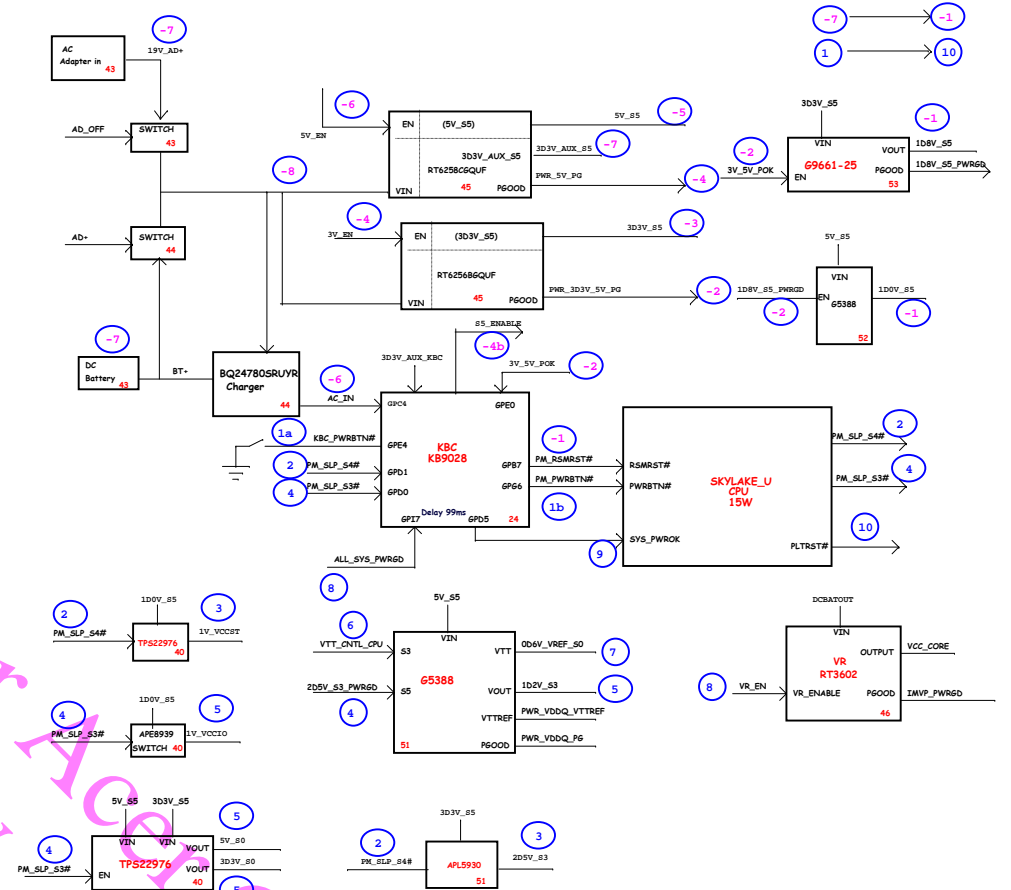 -7
-7
-1
1
10
AC
Adapter in 43
19V_AD+
AD_OFF
SWITCH
43
-8
AD+
SWITCH
44
-7
DC
Battery 43
BT+
BQ24780SRUYR
Charger
44
-6
AC_IN
-6
5V_EN
EN (5V_S5)
3D3V_AUX_S5
RT6258CGQUF
VIN 45 PGOOD
5V_S5
-5
3D3V_AUX_S5
-7
PWR_5V_PG
-4
-4
3V_EN
EN (3D3V_S5)
RT6256BGQUF
VIN 45 PGOOD
3D3V_S5
-3
PWR_3D3V_5V_PG
-2
3D3V_S5
-1
VIN
VOUT
G9661-25
PGOOD
EN
53
-2
3V_5V_POK
1D8V_S5
1D8V_S5_PWRGD
5V_S5
VIN
EN
G5388
52
1D8V_S5_PWRGD
-2
1D0V_S5
-1
S5_ENABLE
-4b
3D3V_AUX_KBC
3V_5V_POK
-2
GPC4
GPE0
KBC
KB9028
GPE4
GPD1
GPD0
GPB7
GPG6
Delay 99ms
GPI7 GPD5 24
1a
KBC_PWRBTN#
2
PM_SLP_S4#
4
PM_SLP_S3#
-1
PM_RSMRST#
PM_PWRBTN#
1b
ALL_SYS_PWRGD
8
9
RSMRST#
PWRBTN#
SYS_PWROK
SKYLAKE_U
CPU
15W
PLTRST#
2
PM_SLP_S4#
4
PM_SLP_S3#
10
1D0V_S5
2
3
PM_SLP_S4#
TPS22976
40
1V_VCCST
1D0V_S5
4
5
PM_SLP_S3#
APE8939
SWITCH 40
1V_VCCIO
5V_S5 3D3V_S5
5
4
VIN VIN
VOUT
5V_S0
TPS22976
PM_SLP_S3#
EN
VOUT
3D3V_S0
40
5
5V_S5
VIN
6
VTT_CNTL_CPU
S3
VTT
0D6V_VREF_S0
7
G5388
2D5V_S3_PWRGD
S5
4
VOUT
1D2V_S3
5
VTTREF
PWR_VDDQ_VTTREF
51
PGOOD
PWR_VDDQ_PG
3D3V_S5
2
3
PM_SLP_S4#
APL5930
51
2D5V_S3
DCBATOUT
VIN
OUTPUT
VCC_CORE
VR
RT3602
8
VR_EN
VR_ENABLE
PGOOD
IMVP_PWRGD
46
Acer